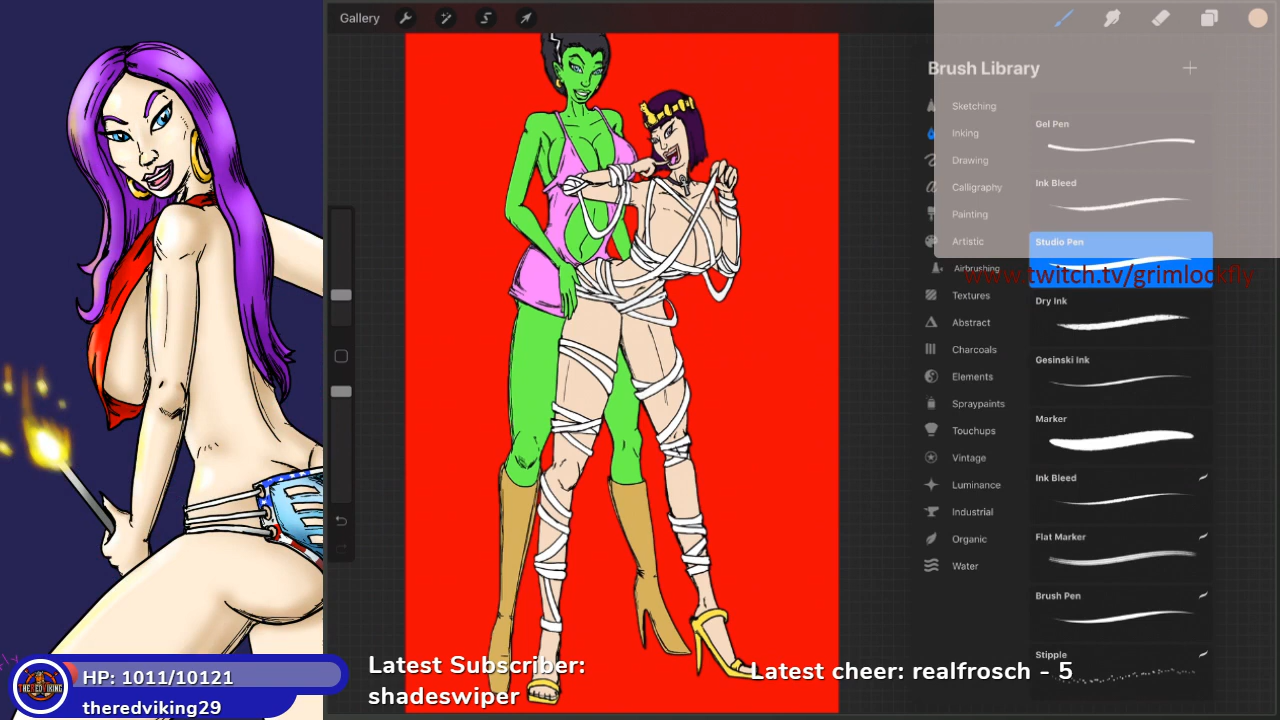 Gallery
Brush Library
Sketching
Inking
Drawing
Calligraphy
Painting
Artistic
Airbrushing
Textures
Abstract
Charcoals
Elements
Spraypaints
Touchups
Vintage
Luminance
Industrial
Organic
Water
Gel Pen
Ink Bleed
Studio Pen
www.twitch.tv/grimlockfly
Dry Ink
Gesinski Ink
Marker
Ink Bleed
Flat Marker
Brush Pen
Stipple
THEREDVIKING
HP: 1011/10121
theredviking29
Latest Subscriber:
shadeswiper
Latest cheer: realfrosch - 5